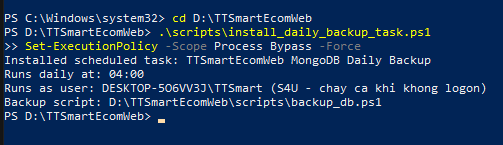 PS C:\Windows\system32> cd D:\TTSmartEcomWeb
PS D:\TTSmartEcomWeb> .\scripts\install_daily_backup_task.ps1
>> Set-ExecutionPolicy -Scope Process Bypass -Force
Installed scheduled task: TTSmartEcomWeb MongoDB Daily Backup
Runs daily at: 04:00
Runs as user: DESKTOP-5O6VV3J\TTSmart (S4U - chay ca khi khong logon)
Backup script: D:\TTSmartEcomWeb\scripts\backup_db.ps1
PS D:\TTSmartEcomWeb>